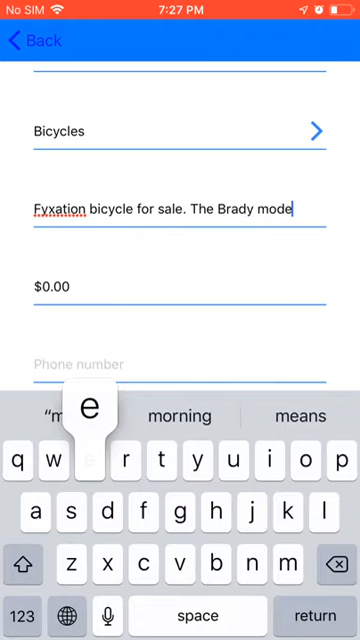 No SIM 7:27 PM
Back
Bicycles
Fyxation bicycle for sale. The Brady mode
$0.00
Phone number
“m morning means
e
q w e r t y u i o p
a s d f g h j k l
z x c v b n m
123 space return